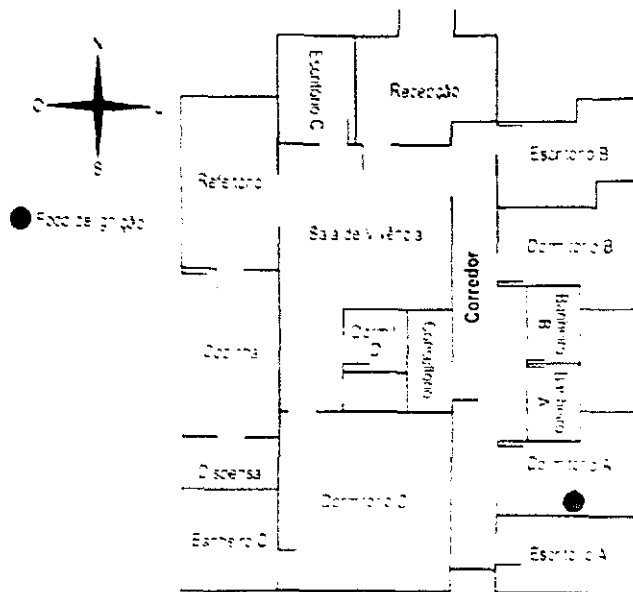 N
O
L
S
Foco de Ignição
Escritório C
Recepção
Escritório B
Refeitório
Sala de Vivência
Dormitório B
Corredor
Banheiro B
Cozinha
Consultório
Banheiro A
Dormitório A
Dispensa
Dormitório C
Banheiro C
Escritório A